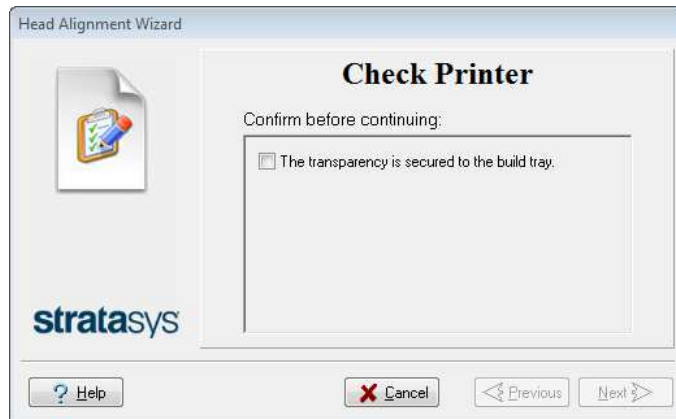 Head Alignment Wizard
Check Printer
Confirm before continuing:
The transparency is secured to the build tray.
stratasys
? Help
Cancel
Previous
Next